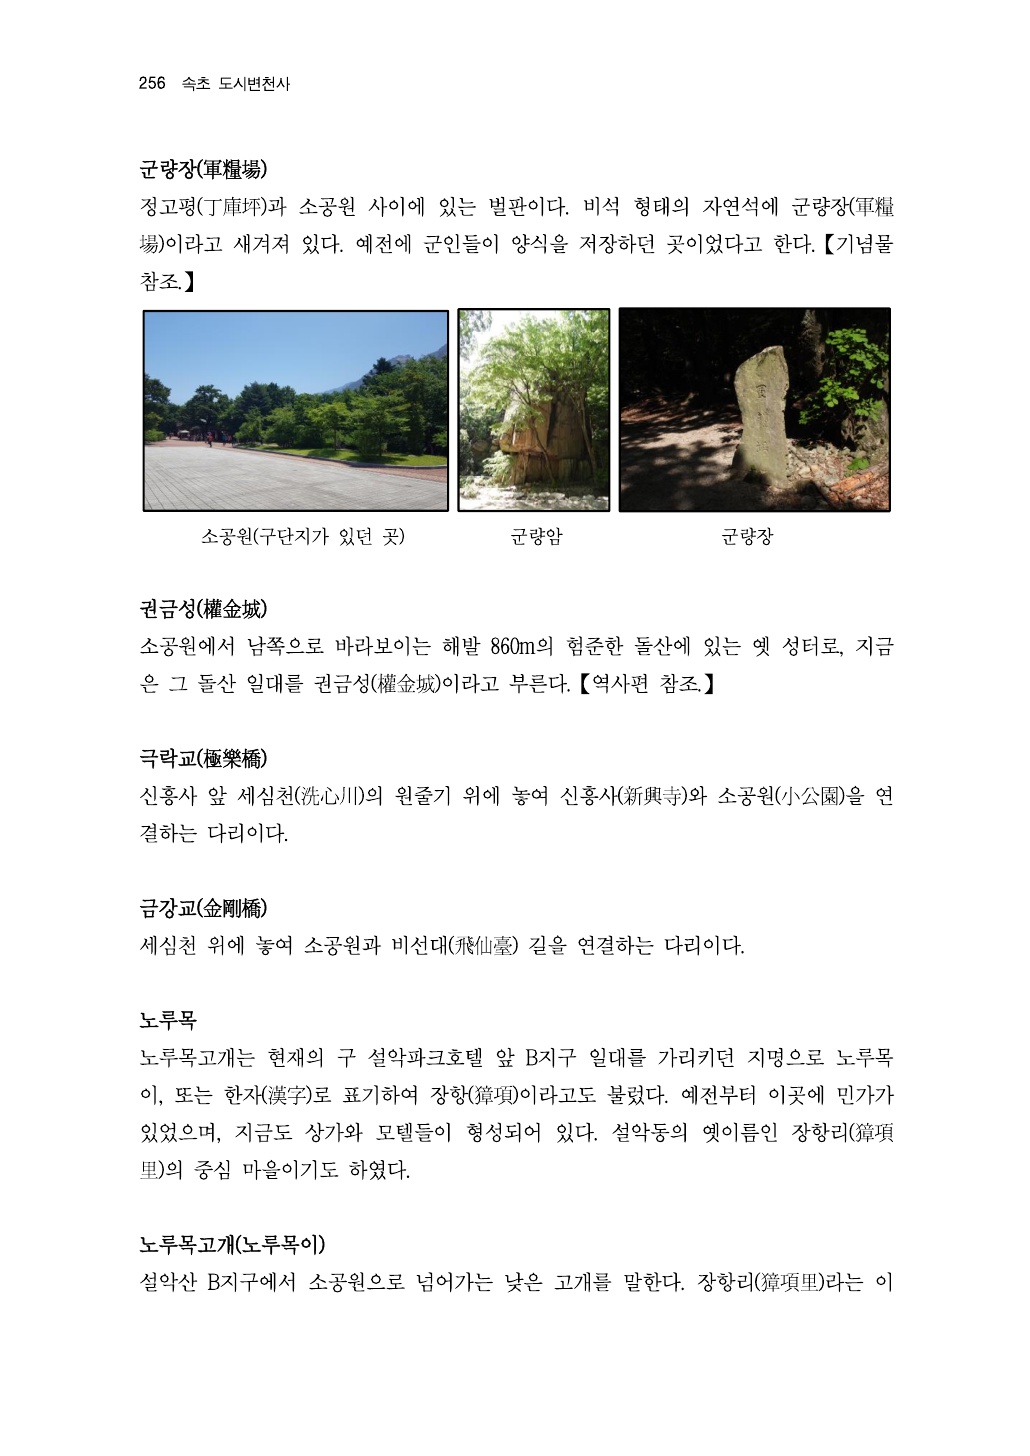 256 속초 도시변천사
군량장(軍糧場)
정고평(丁庫坪)과 소공원 사이에 있는 벌판이다. 비석 형태의 자연석에 군량장(軍糧
場)이라고 새겨져 있다. 예전에 군인들이 양식을 저장하던 곳이었다고 한다.【기념물
참조.】
소공원(구단지가 있던 곳) 군량암 군량장
권금성(權金城)
소공원에서 남쪽으로 바라보이는 해발 860m의 험준한 돌산에 있는 옛 성터로, 지금
은 그 돌산 일대를 권금성(權金城)이라고 부른다.【역사편 참조.】
극락교(極樂橋)
신흥사 앞 세심천(洗心川)의 원줄기 위에 놓여 신흥사(新興寺)와 소공원(小公園)을 연
결하는 다리이다.
금강교(金剛橋)
세심천 위에 놓여 소공원과 비선대(飛仙臺) 길을 연결하는 다리이다.
노루목
노루목고개는 현재의 구 설악파크호텔 앞 B지구 일대를 가리키던 지명으로 노루목
이, 또는 한자(漢字)로 표기하여 장항(獐項)이라고도 불렀다. 예전부터 이곳에 민가가
있었으며, 지금도 상가와 모텔들이 형성되어 있다. 설악동의 옛이름인 장항리(獐項
里)의 중심 마을이기도 하였다.
노루목고개(노루목이)
설악산 B지구에서 소공원으로 넘어가는 낮은 고개를 말한다. 장항리(獐項里)라는 이